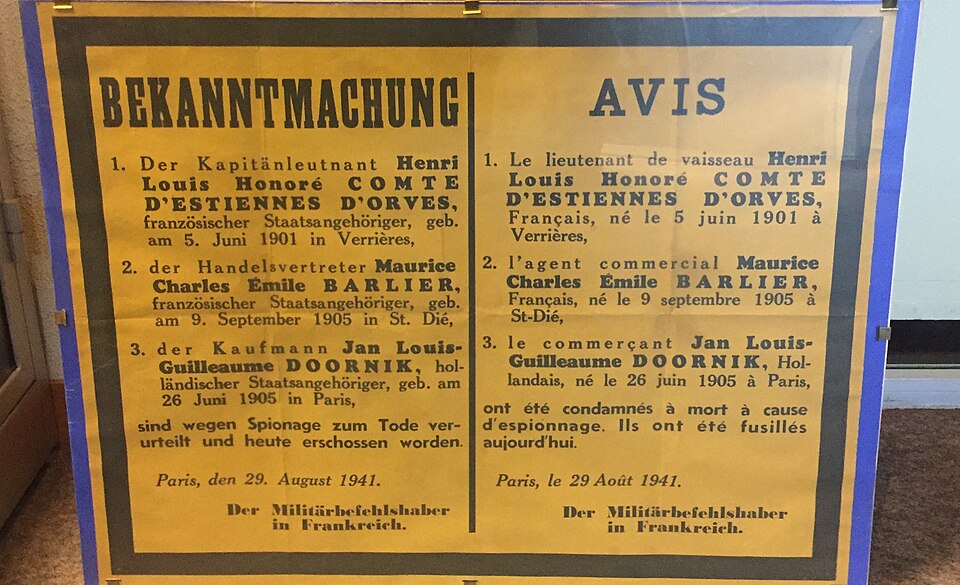 BEKANNTMACHUNG
1. Der Kapitänleutnant Henri
Louis Honoré COMTE
D'ESTIENNES D'ORVES,
französischer Staatsangehöriger, geb.
am 5. Juni 1901 in Verrières,
2. der Handelsvertreter Maurice
Charles Émile BARLIER,
französischer Staatsangehöriger, geb.
am 9. September 1905 in St. Dié,
3. der Kaufmann Jan Louis-
Guilleaume DOORNIK, hol-
ländischer Staatsangehöriger, geb. am
26 Juni 1905 in Paris,
sind wegen Spionage zum Tode ver-
urteilt und heute erschossen worden.
Paris, den 29. August 1941.
Der Militärbefehlshaber
in Frankreich.
AVIS
1. Le lieutenant de vaisseau Henri
Louis Honoré COMTE
D'ESTIENNES D'ORVES,
Français, né le 5 juin 1901 à
Verrières,
2. l'agent commercial Maurice
Charles Émile BARLIER,
Français, né le 9 septembre 1905 à
St-Dié,
3. le commerçant Jan Louis-
Guilleaume DOORNIK, Hol-
landais, né le 26 juin 1905 à Paris,
ont été condamnés à mort à cause
d'espionnage. Ils ont été fusillés
aujourd'hui.
Paris, le 29 Août 1941.
Der Militärbefehlshaber
in Frankreich.